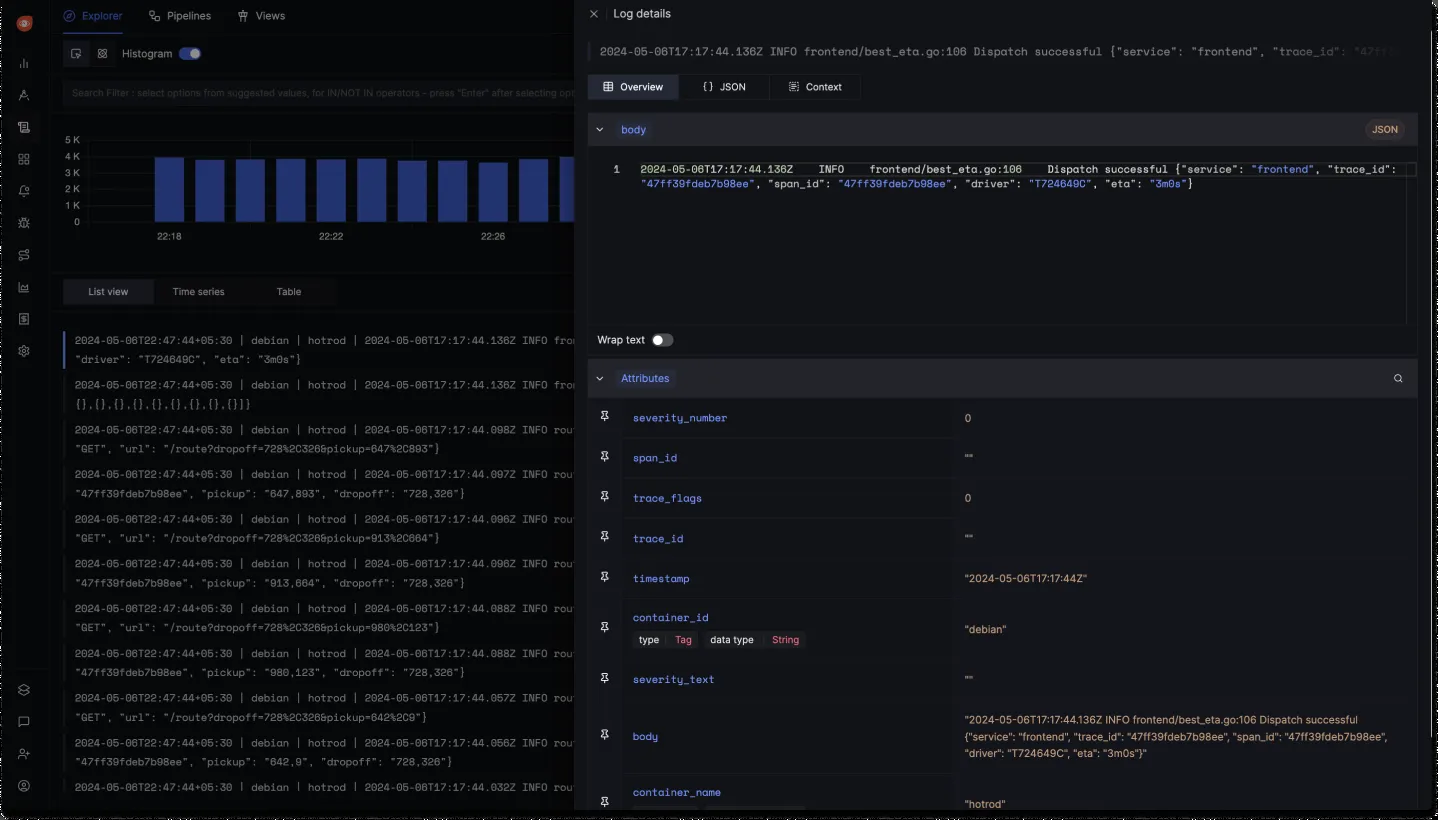 Explorer
Pipelines
Views
Histogram
Search Filter : select options from suggested values, for IN/NOT IN operators - press "Enter" after selecting opt
5 K
4 K
3 K
2 K
1 K
0
22:18
22:22
22:26
List view
Time series
Table
2024-05-06T22:47:44+05:30 | debian | hotrod | 2024-05-06T17:17:44.136Z INFO fron
"driver": "T724649C", "eta": "3m0s"}
2024-05-06T22:47:44+05:30 | debian | hotrod | 2024-05-06T17:17:44.136Z INFO fron
{},{},{},{},{},{},{},{},{}]}
2024-05-06T22:47:44+05:30 | debian | hotrod | 2024-05-06T17:17:44.098Z INFO rou
"GET", "url": "/route?dropoff=728%2C326&pickup=647%2C893"}
2024-05-06T22:47:44+05:30 | debian | hotrod | 2024-05-06T17:17:44.097Z INFO rou
"47ff39fdeb7b98ee", "pickup": "647,893", "dropoff": "728,326"}
2024-05-06T22:47:44+05:30 | debian | hotrod | 2024-05-06T17:17:44.096Z INFO rou
"GET", "url": "/route?dropoff=728%2C326&pickup=913%2C664"}
2024-05-06T22:47:44+05:30 | debian | hotrod | 2024-05-06T17:17:44.096Z INFO rou
"47ff39fdeb7b98ee", "pickup": "913,664", "dropoff": "728,326"}
2024-05-06T22:47:44+05:30 | debian | hotrod | 2024-05-06T17:17:44.088Z INFO rou
"GET", "url": "/route?dropoff=728%2C326&pickup=980%2C123"}
2024-05-06T22:47:44+05:30 | debian | hotrod | 2024-05-06T17:17:44.088Z INFO rou
"47ff39fdeb7b98ee", "pickup": "980,123", "dropoff": "728,326"}
2024-05-06T22:47:44+05:30 | debian | hotrod | 2024-05-06T17:17:44.057Z INFO rou
"GET", "url": "/route?dropoff=728%2C326&pickup=642%2C9"}
2024-05-06T22:47:44+05:30 | debian | hotrod | 2024-05-06T17:17:44.056Z INFO rou
"47ff39fdeb7b98ee", "pickup": "642,9", "dropoff": "728,326"}
2024-05-06T22:47:44+05:30 | debian | hotrod | 2024-05-06T17:17:44.032Z INFO rou
Log details
2024-05-06T17:17:44.136Z INFO frontend/best_eta.go:106 Dispatch successful {"service": "frontend", "trace_id": "47ff
Overview
{} JSON
Context
body
JSON
1
2024-05-06T17:17:44.136Z INFO frontend/best_eta.go:106 Dispatch successful {"service": "frontend", "trace_id":
"47ff39fdeb7b98ee", "span_id": "47ff39fdeb7b98ee", "driver": "T724649C", "eta": "3m0s"}
Wrap text
Attributes
severity_number
0
span_id
""
trace_flags
0
trace_id
""
timestamp
"2024-05-06T17:17:44Z"
container_id
type Tag data type String
"debian"
severity_text
""
body
"2024-05-06T17:17:44.136Z INFO frontend/best_eta.go:106 Dispatch successful
{"service": "frontend", "trace_id": "47ff39fdeb7b98ee", "span_id": "47ff39fdeb7b98ee",
"driver": "T724649C", "eta": "3m0s"}"
container_name
"hotrod"